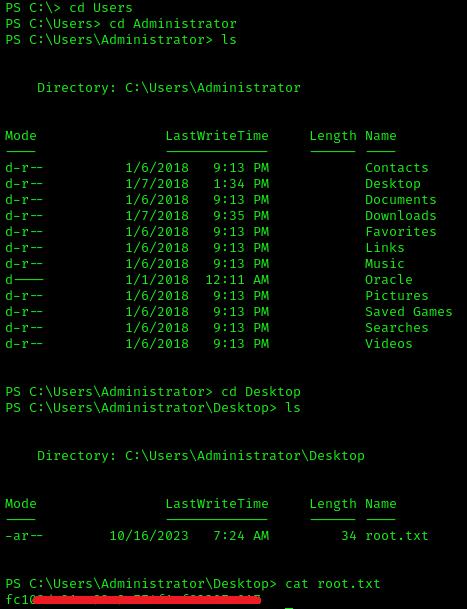 PS C:\> cd Users
PS C:\Users> cd Administrator
PS C:\Users\Administrator> ls
Directory: C:\Users\Administrator
Mode LastWriteTime Length Name
---- ------------- ------ ----
d-r-- 1/6/2018 9:13 PM Contacts
d-r-- 1/7/2018 1:34 PM Desktop
d-r-- 1/6/2018 9:13 PM Documents
d-r-- 1/7/2018 9:35 PM Downloads
d-r-- 1/6/2018 9:13 PM Favorites
d-r-- 1/6/2018 9:13 PM Links
d-r-- 1/6/2018 9:13 PM Music
d---- 1/1/2018 12:11 AM Oracle
d-r-- 1/6/2018 9:13 PM Pictures
d-r-- 1/6/2018 9:13 PM Saved Games
d-r-- 1/6/2018 9:13 PM Searches
d-r-- 1/6/2018 9:13 PM Videos
PS C:\Users\Administrator> cd Desktop
PS C:\Users\Administrator\Desktop> ls
Directory: C:\Users\Administrator\Desktop
Mode LastWriteTime Length Name
---- ------------- ------ ----
-ar-- 10/16/2023 7:24 AM 34 root.txt
PS C:\Users\Administrator\Desktop> cat root.txt